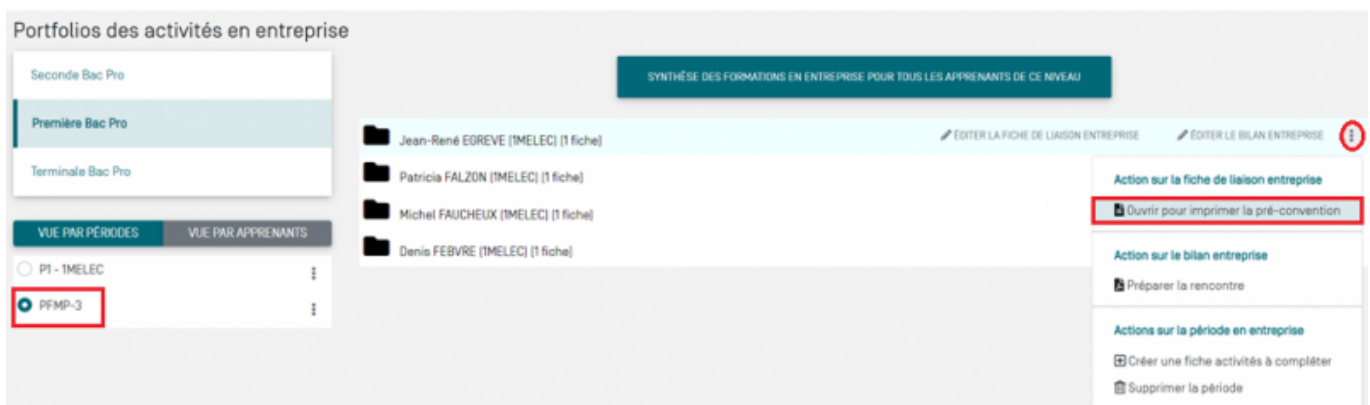 Portfolios des activités en entreprise
Seconde Bac Pro
Première Bac Pro
Terminale Bac Pro
VUE PAR PÉRIODES
VUE PAR APPRENANTS
P1 - 1MELEC
PFMP-3
SYNTHÈSE DES FORMATIONS EN ENTREPRISE POUR TOUS LES APPRENANTS DE CE NIVEAU
Jean-René EGREVE (1MELEC) (1 fiche)
ÉDITER LA FICHE DE LIAISON ENTREPRISE
ÉDITER LE BILAN ENTREPRISE
Patricia FALZON (1MELEC) (1 fiche)
Michel FAUCHEUX (1MELEC) (1 fiche)
Denis FEBVRE (1MELEC) (1 fiche)
Action sur la fiche de liaison entreprise
Ouvrir pour imprimer la pré-convention
Action sur le bilan entreprise
Préparer la rencontre
Actions sur la période en entreprise
Créer une fiche activités à compléter
Supprimer la période